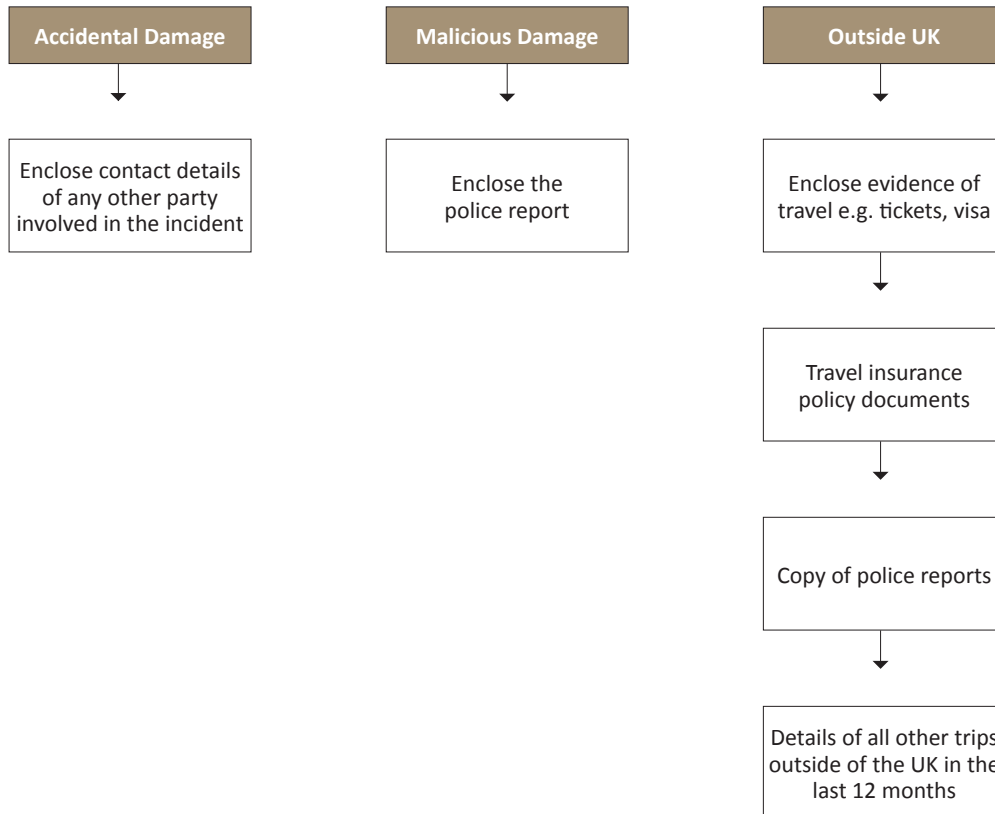 Accidental Damage
Enclose contact details
of any other party
involved in the incident
Malicious Damage
Enclose the
police report
Outside UK
Enclose evidence of
travel e.g. tickets, visa
Travel insurance
policy documents
Copy of police reports
Details of all other trips
outside of the UK in the
last 12 months